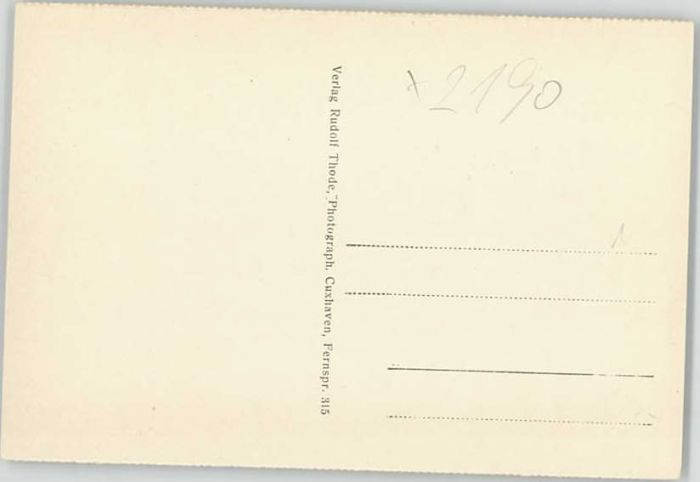 +2190
Verlag Rudolf Thode, Photograph, Cuxhaven, Fernspr. 315